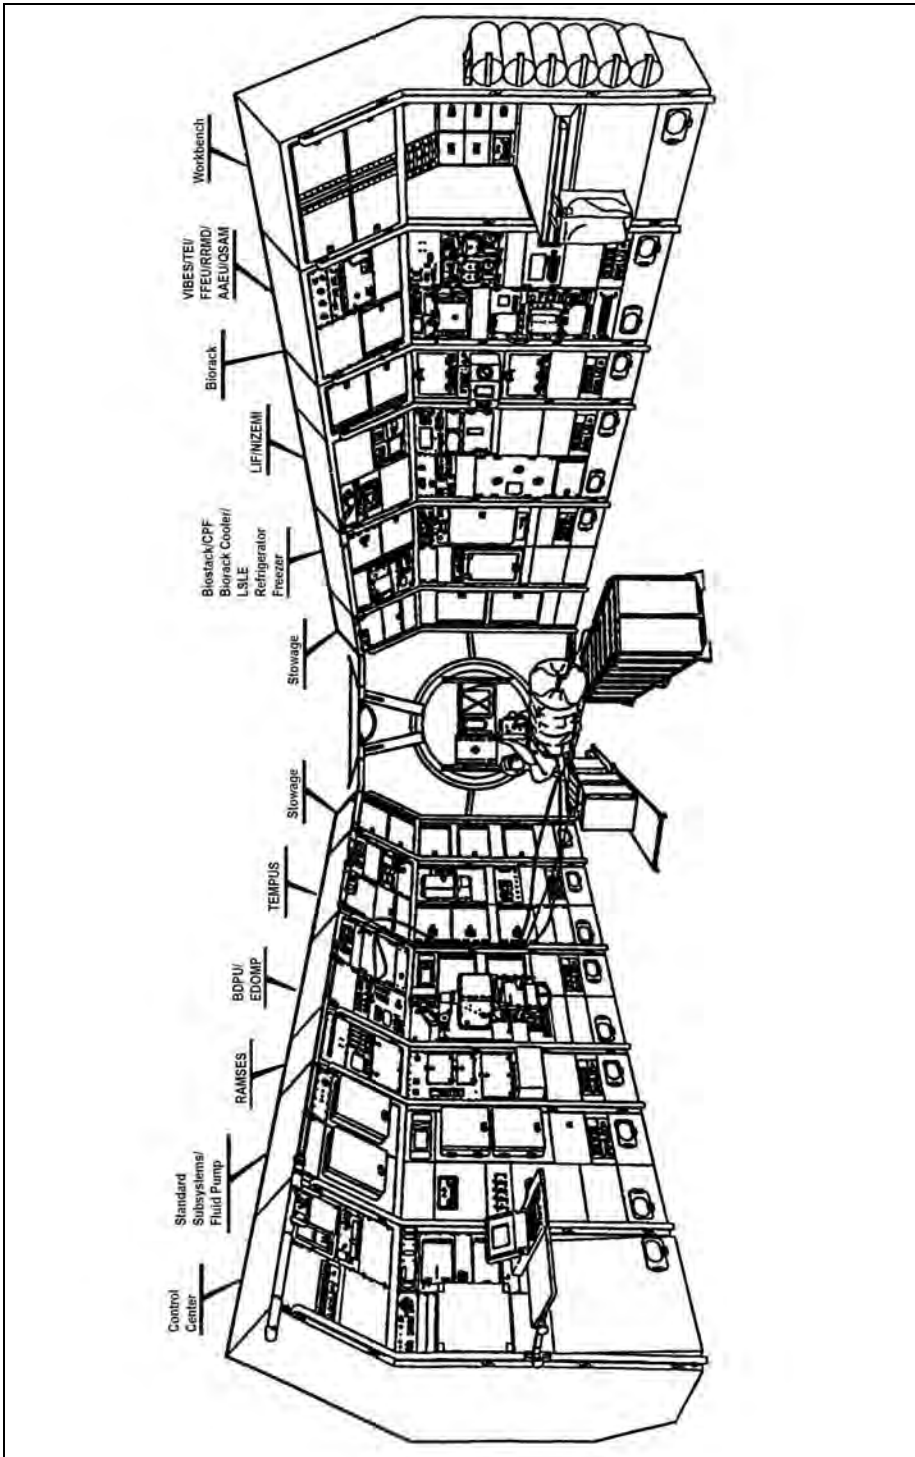 Control
Center
Standard
Subsystems/
Fluid Pump
RAMSES
BDPU/
EDOMP
TEMPUS
Stowage
Stowage
Biostack/CPF
Biorack Cooler/
LSLE
Refrigerator
Freezer
LIF/NIZEMI
Biorack
VIBES/TEI/
FFEU/RRMD/
AAEU/QSAM
Workbench